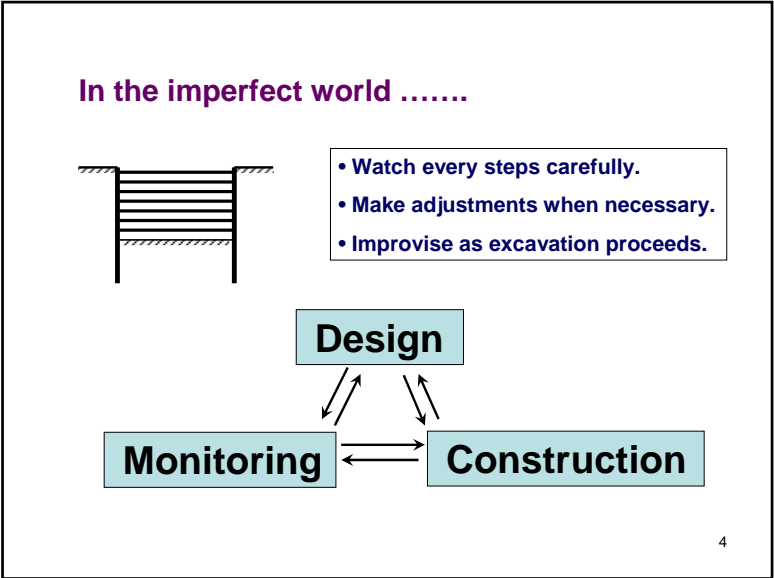 In the imperfect world …….
• Watch every steps carefully.
• Make adjustments when necessary.
• Improvise as excavation proceeds.
Design
Monitoring
Construction
4